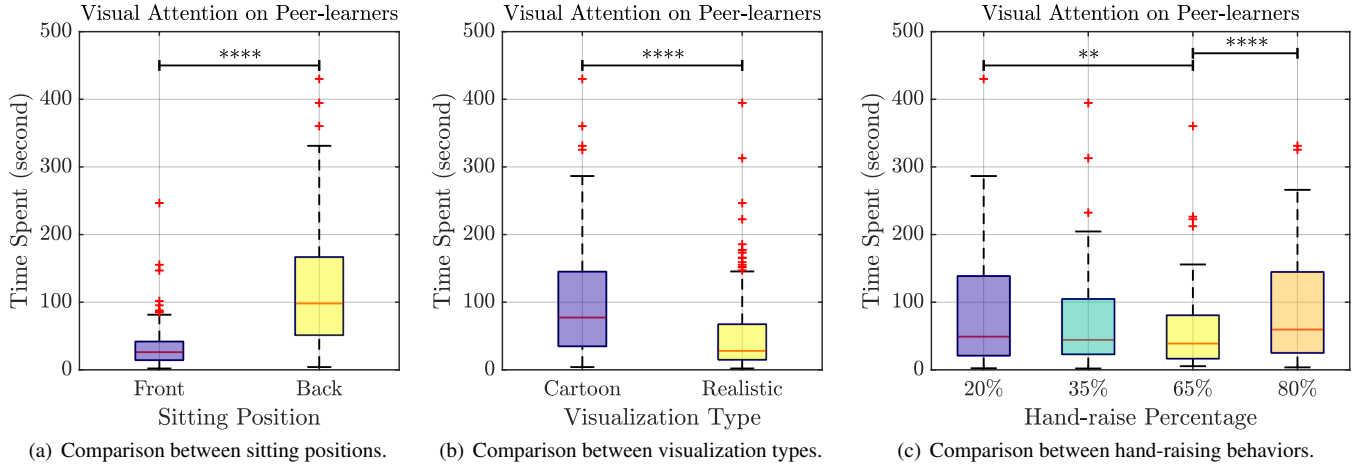 Visual Attention on Peer-learners
500
400
300
200
100
0
Time Spent (second)
****
Front
Back
Sitting Position
(a) Comparison between sitting positions.
Visual Attention on Peer-learners
500
400
300
200
100
0
Time Spent (second)
****
Cartoon
Realistic
Visualization Type
(b) Comparison between visualization types.
Visual Attention on Peer-learners
500
400
300
200
100
0
Time Spent (second)
**
****
20%
35%
65%
80%
Hand-raise Percentage
(c) Comparison between hand-raising behaviors.